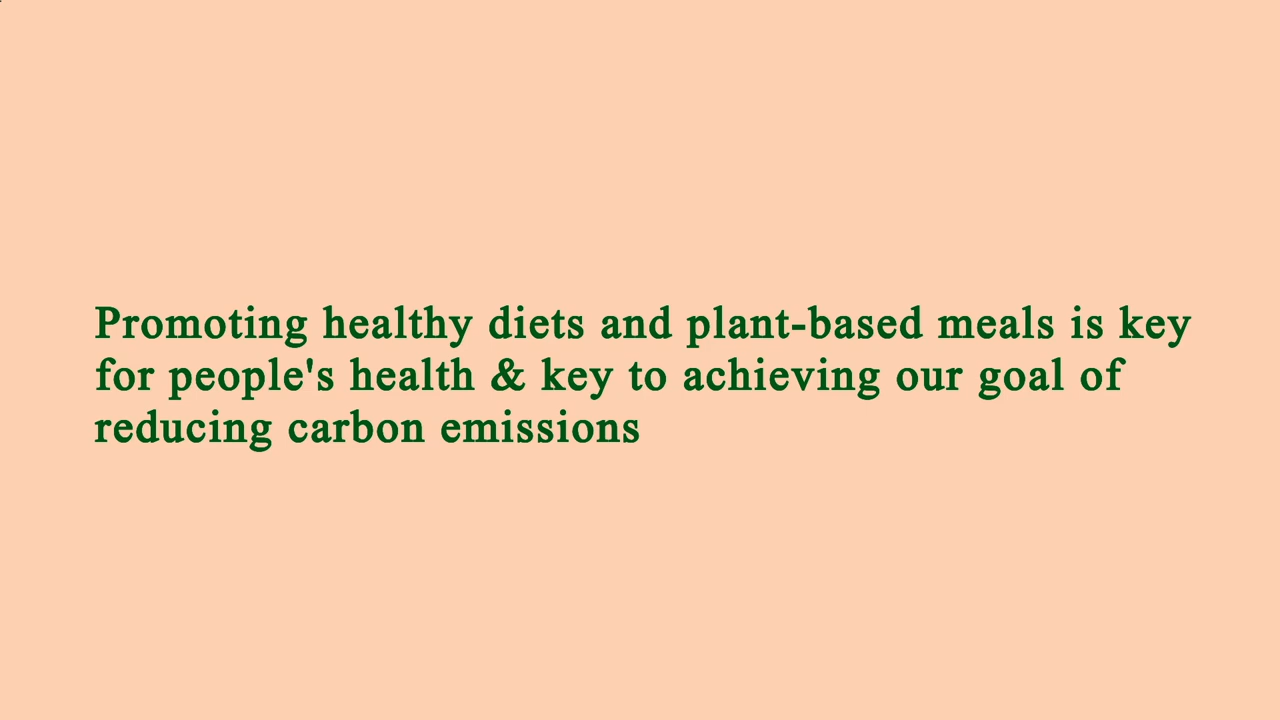 Promoting healthy diets and plant-based meals is key
for people's health & key to achieving our goal of
reducing carbon emissions